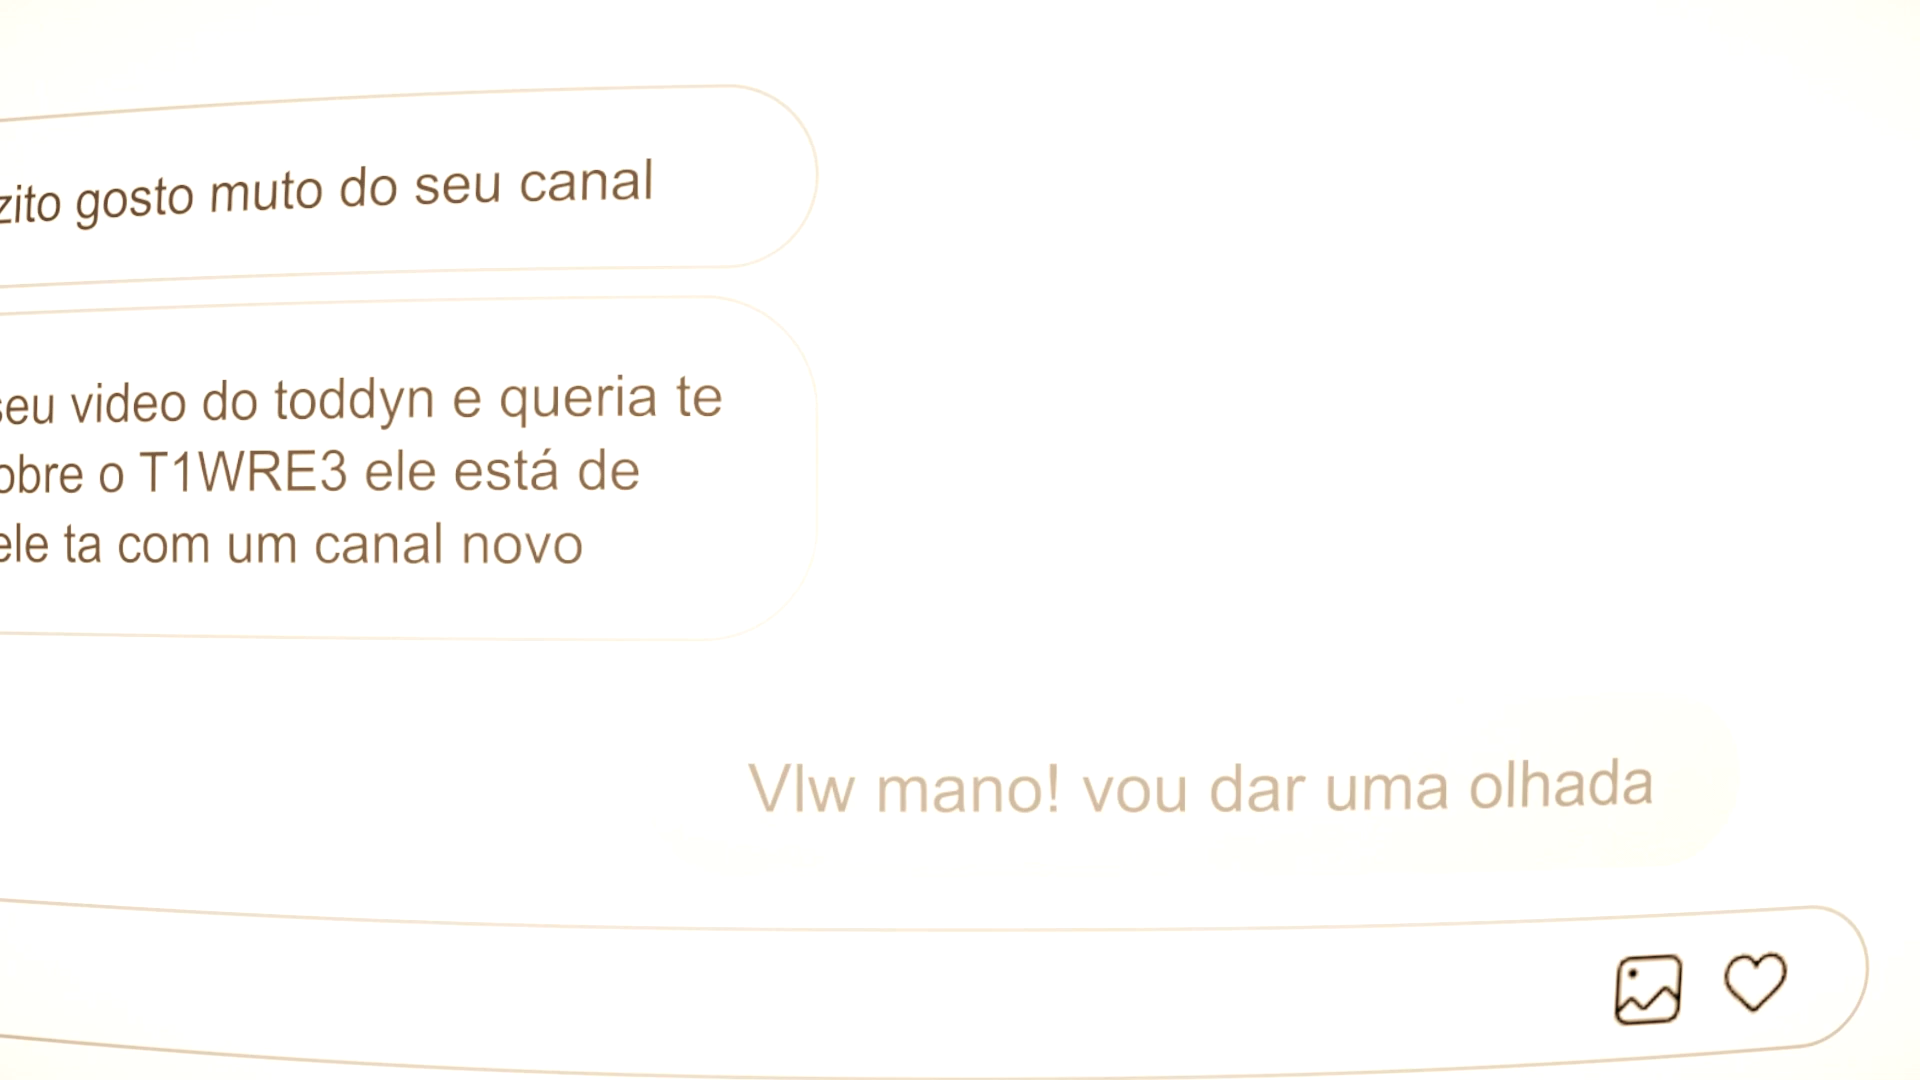 zito gosto muto do seu canal
seu video do toddyn e queria te
obre o T1WRE3 ele está de
ele ta com um canal novo
Vlw mano! vou dar uma olhada